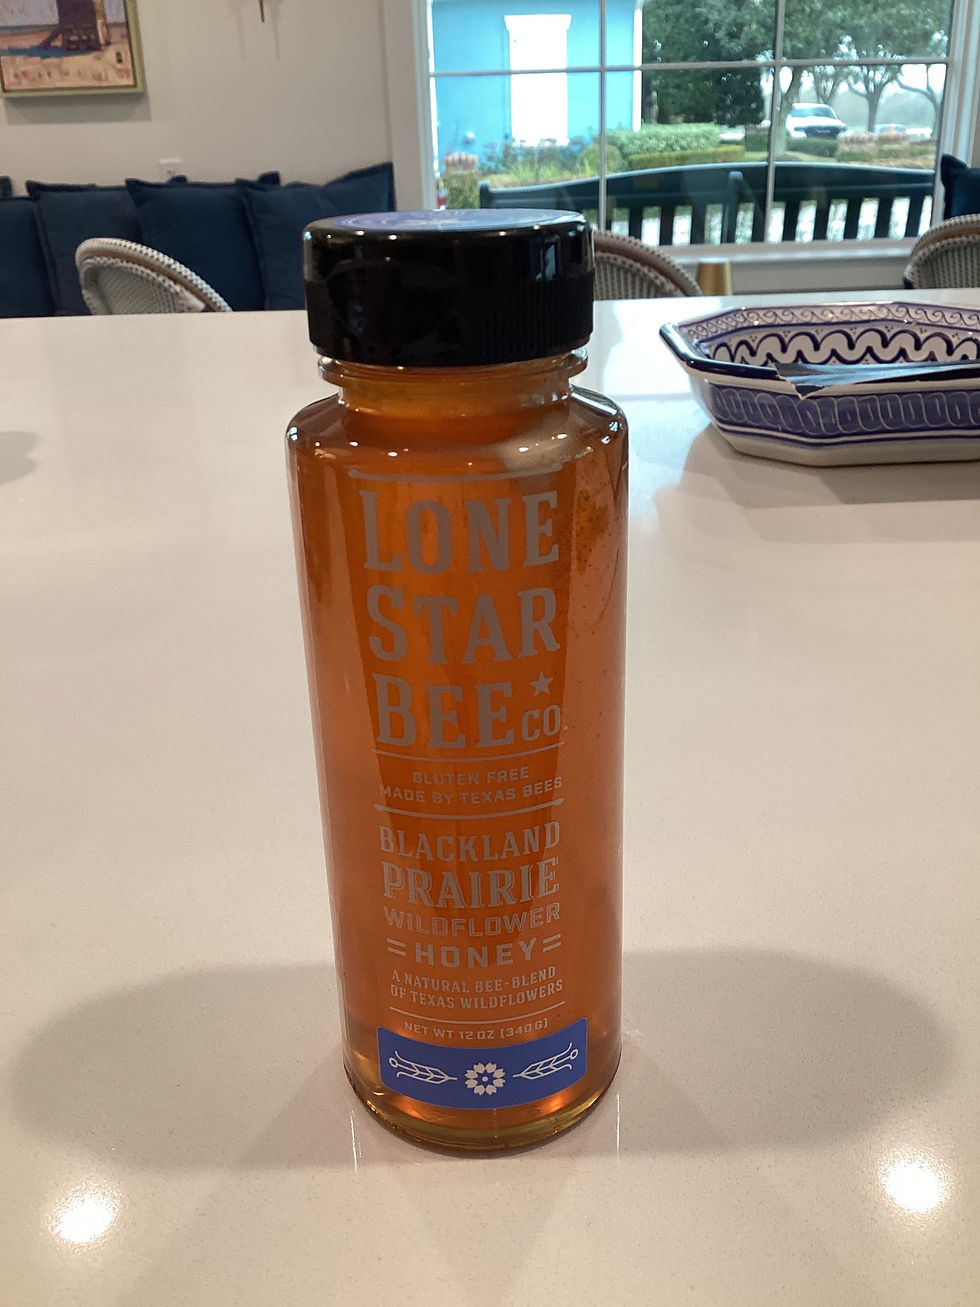 LONE
STAR
BEE CO.
GLUTEN FREE
MADE BY TEXAS BEES
BLACKLAND
PRAIRIE
WILDFLOWER
=HONEY=
A NATURAL BEE-BLEND
OF TEXAS WILDFLOWERS
NET WT 12 OZ (340 G)